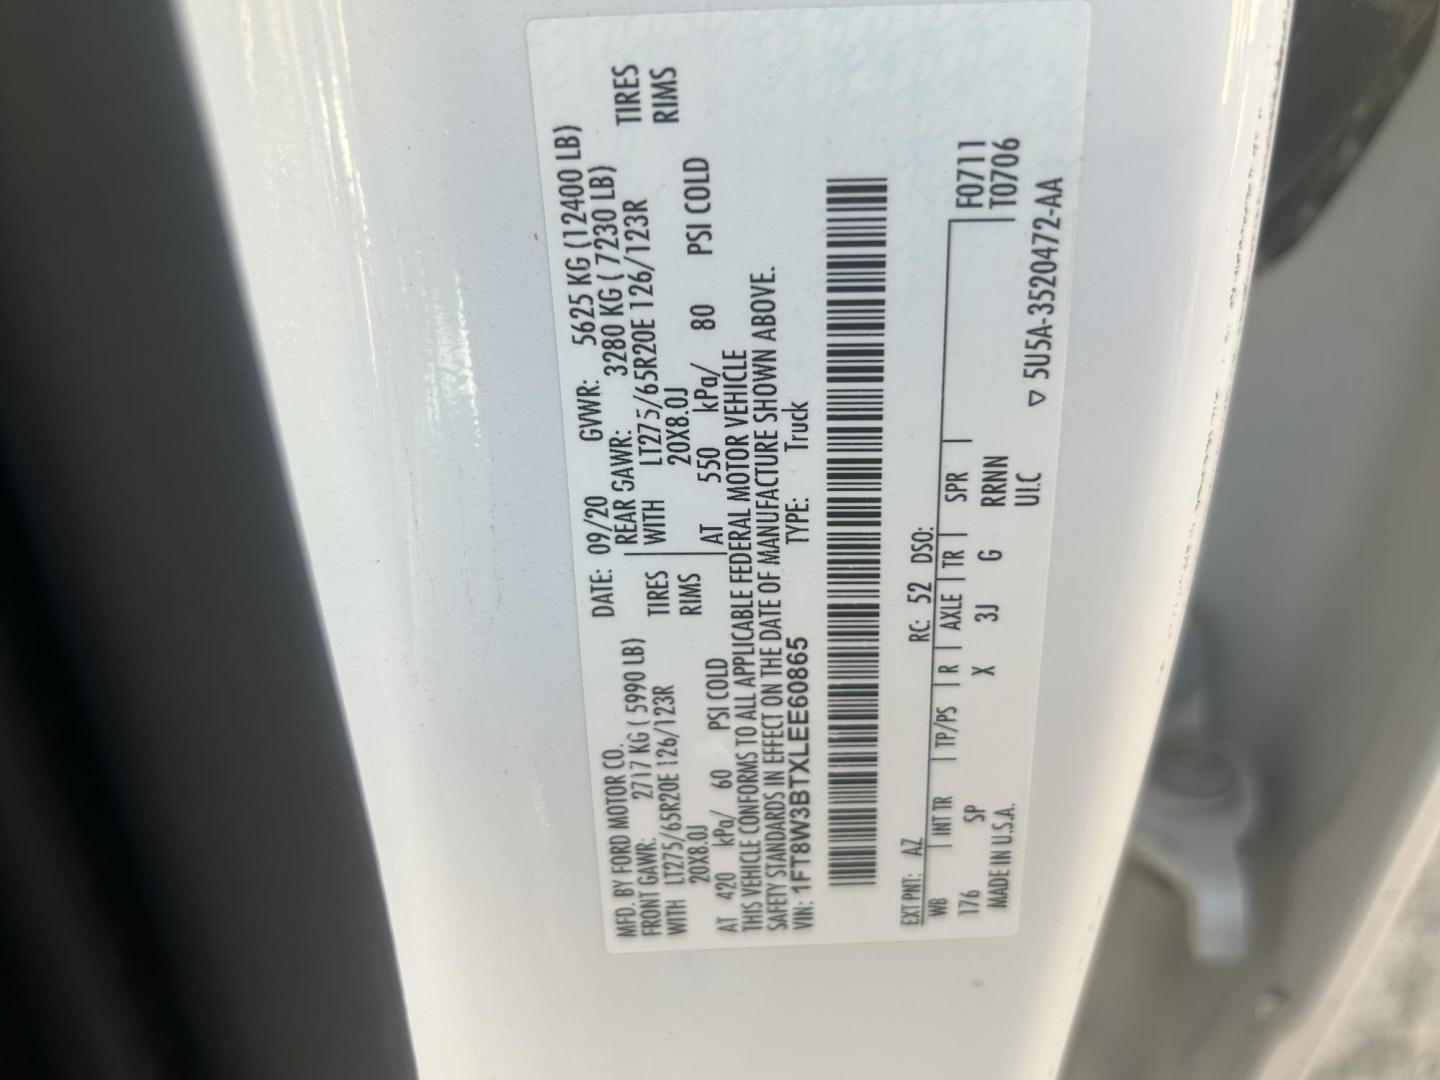 MFD. BY FORD MOTOR CO.
DATE: 09/20 GVWR: 5625 KG (12400 LB)
FRONT GAWR: 2717 KG ( 5990 LB) REAR GAWR: 3280 KG ( 7230 LB)
WITH LT275/65R20E 126/123R TIRES WITH LT275/65R20E 126/123R TIRES
20X8.0J RIMS 20X8.0J RIMS
AT 420 kPa/ 60 PSI COLD AT 550 kPa/ 80 PSI COLD
THIS VEHICLE CONFORMS TO ALL APPLICABLE FEDERAL MOTOR VEHICLE
SAFETY STANDARDS IN EFFECT ON THE DATE OF MANUFACTURE SHOWN ABOVE.
VIN: 1FT8W3BTXLEE60865 TYPE: Truck
EXT PNT: AZ RC: 52 DSO:
WB INT TR TP/PS R AXLE TR SPR F0711
176 SP X 3J G RRNN T0706
MADE IN U.S.A. UI.C
▽ 5U5A-3520472-AA